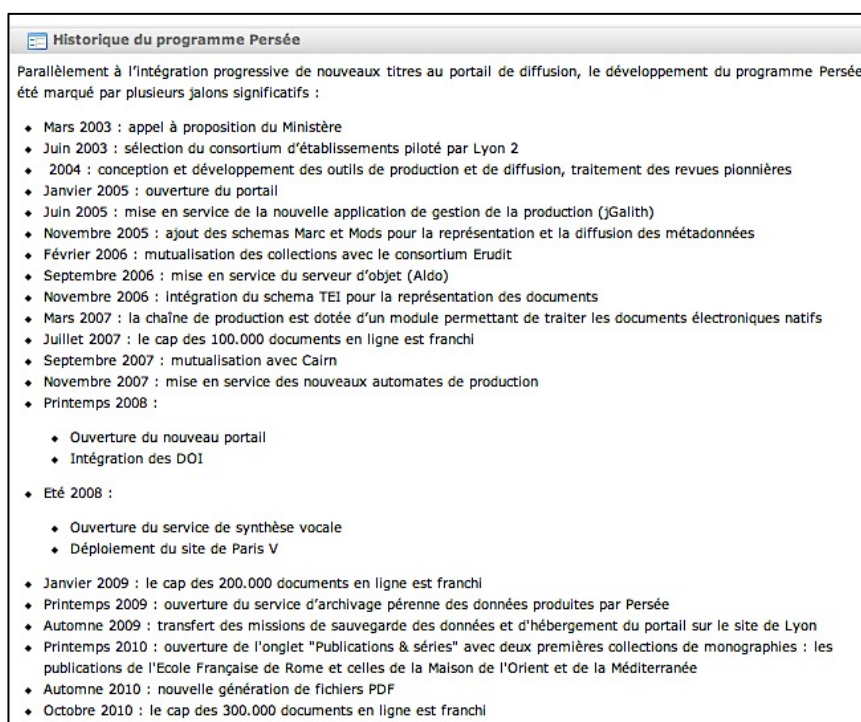 Historique du programme Persée
Parallèlement à l'intégration progressive de nouveaux titres au portail de diffusion, le développement du programme Persée
été marqué par plusieurs jalons significatifs :
Mars 2003 : appel à proposition du Ministère
Juin 2003 : sélection du consortium d'établissements piloté par Lyon 2
2004 : conception et développement des outils de production et de diffusion, traitement des revues pionnières
Janvier 2005 : ouverture du portail
Juin 2005 : mise en service de la nouvelle application de gestion de la production (jGalith)
Novembre 2005 : ajout des schemas Marc et Mods pour la représentation et la diffusion des métadonnées
Février 2006 : mutualisation des collections avec le consortium Erudit
Septembre 2006 : mise en service du serveur d'objet (Aldo)
Novembre 2006 : intégration du schema TEI pour la représentation des documents
Mars 2007 : la chaîne de production est dotée d'un module permettant de traiter les documents électroniques natifs
Juillet 2007 : le cap des 100.000 documents en ligne est franchi
Septembre 2007 : mutualisation avec Cairn
Novembre 2007 : mise en service des nouveaux automates de production
Printemps 2008 :
Ouverture du nouveau portail
Intégration des DOI
Eté 2008 :
Ouverture du service de synthèse vocale
Déploiement du site de Paris V
Janvier 2009 : le cap des 200.000 documents en ligne est franchi
Printemps 2009 : ouverture du service d'archivage pérenne des données produites par Persée
Automne 2009 : transfert des missions de sauvegarde des données et d'hébergement du portail sur le site de Lyon
Printemps 2010 : ouverture de l'onglet "Publications & séries" avec deux premières collections de monographies : les
publications de l'Ecole Française de Rome et celles de la Maison de l'Orient et de la Méditerranée
Automne 2010 : nouvelle génération de fichiers PDF
Octobre 2010 : le cap des 300.000 documents en ligne est franchi